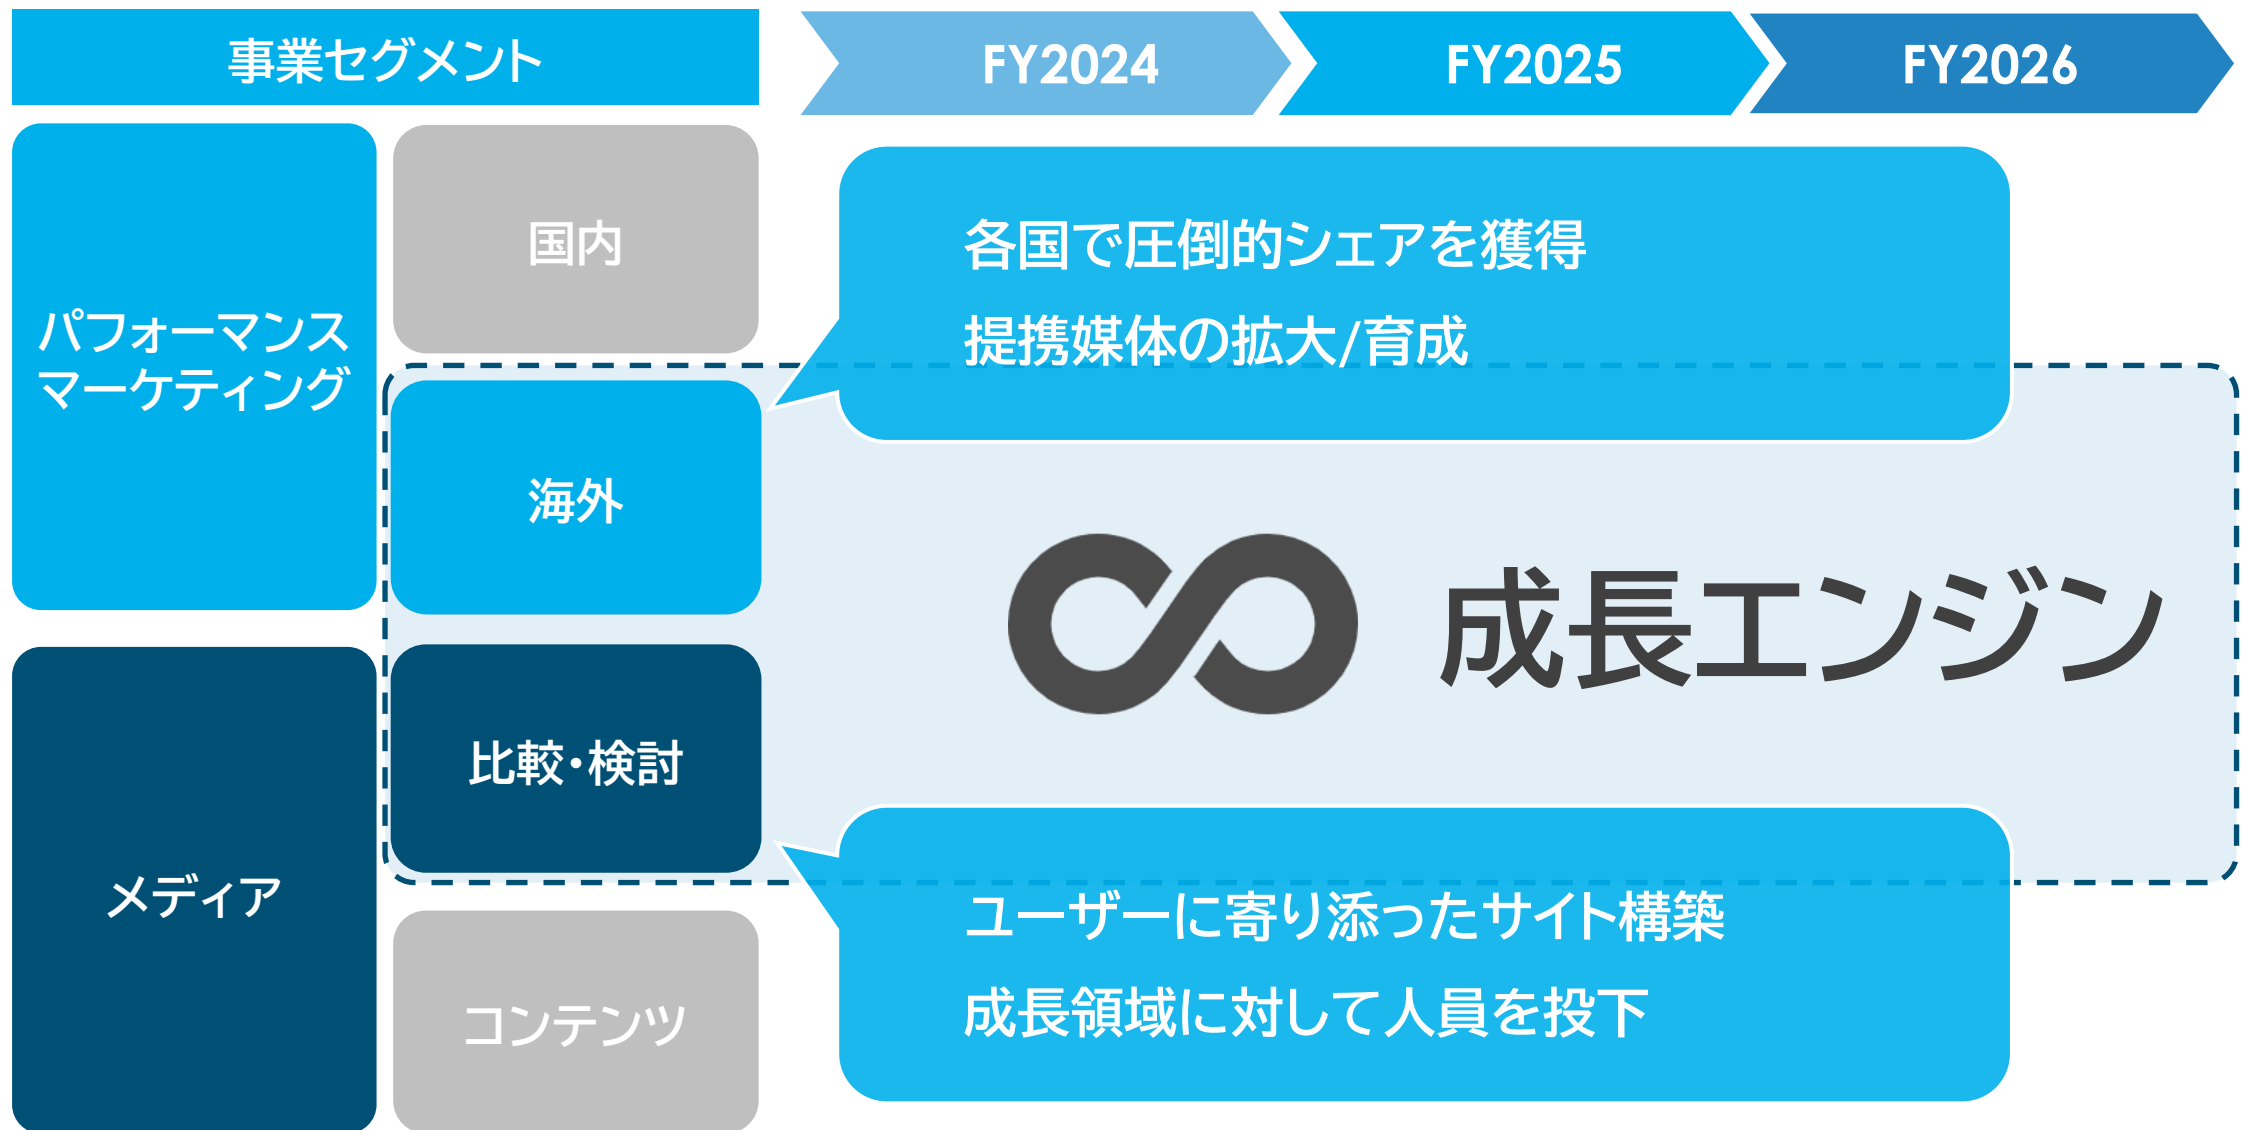 事業セグメント
FY2024
FY2025
FY2026
パフォーマンス
マーケティング
国内
海外
各国で圧倒的シェアを獲得
提携媒体の拡大/育成
成長エンジン
メディア
比較・検討
コンテンツ
ユーザーに寄り添ったサイト構築
成長領域に対して人員を投下